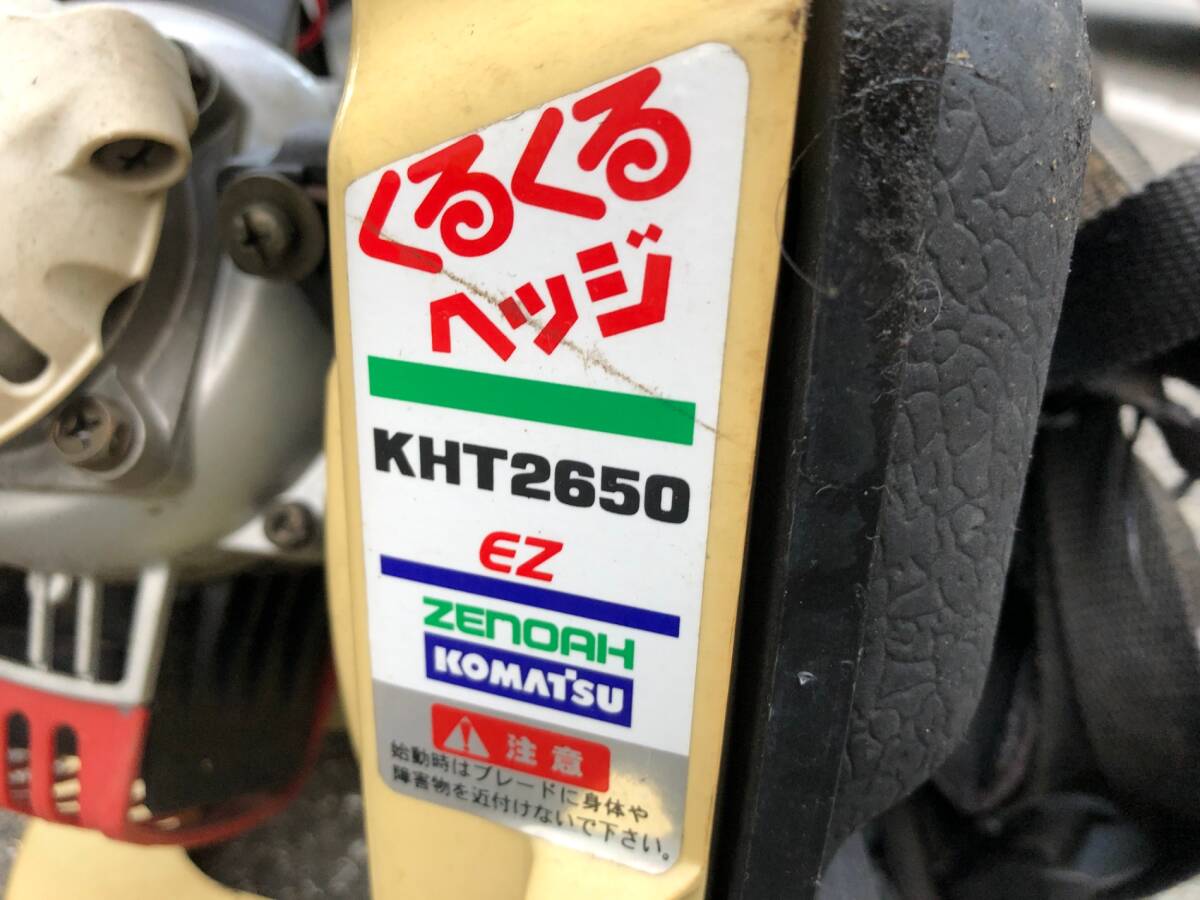 くるくる
ヘッジ
KHT2650
EZ
ZENOAH
KOMATSU
注意
始動時はブレードに身体や
障害物を近付けないで下さい。